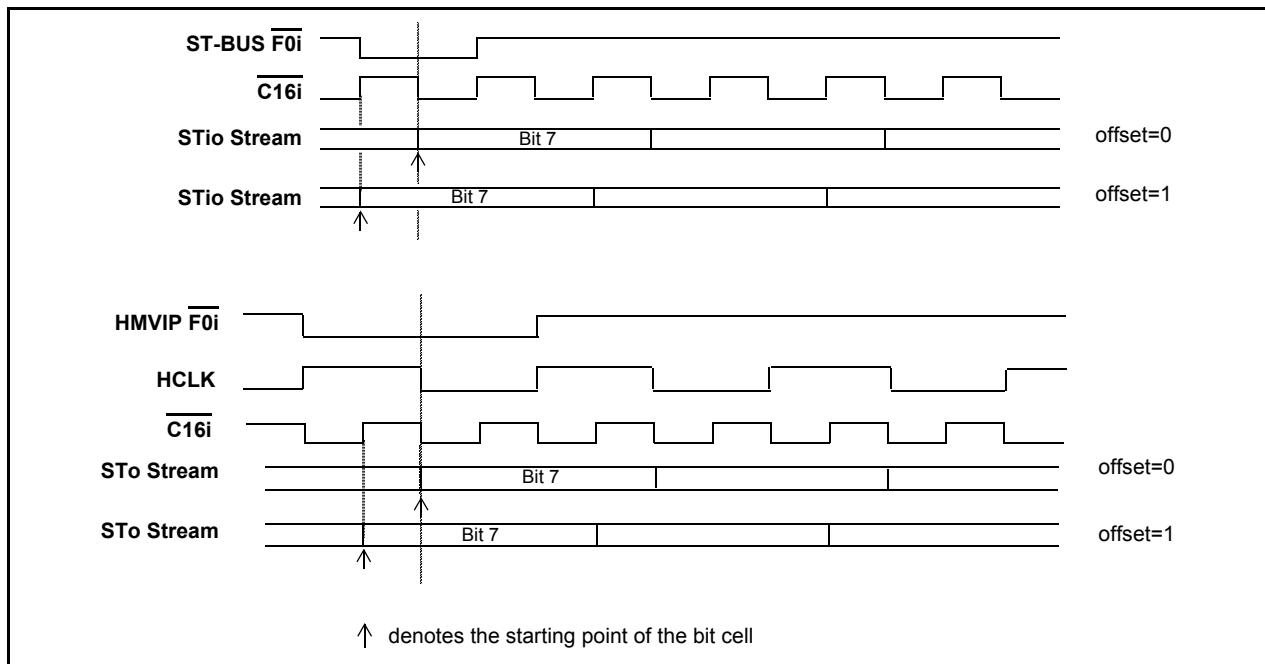 ST-BUS F0i
C16i
STio Stream Bit 7 offset=0
STio Stream Bit 7 offset=1
HMVIP F0i
HCLK
C16i
STo Stream Bit 7 offset=0
STo Stream Bit 7 offset=1
denotes the starting point of the bit cell